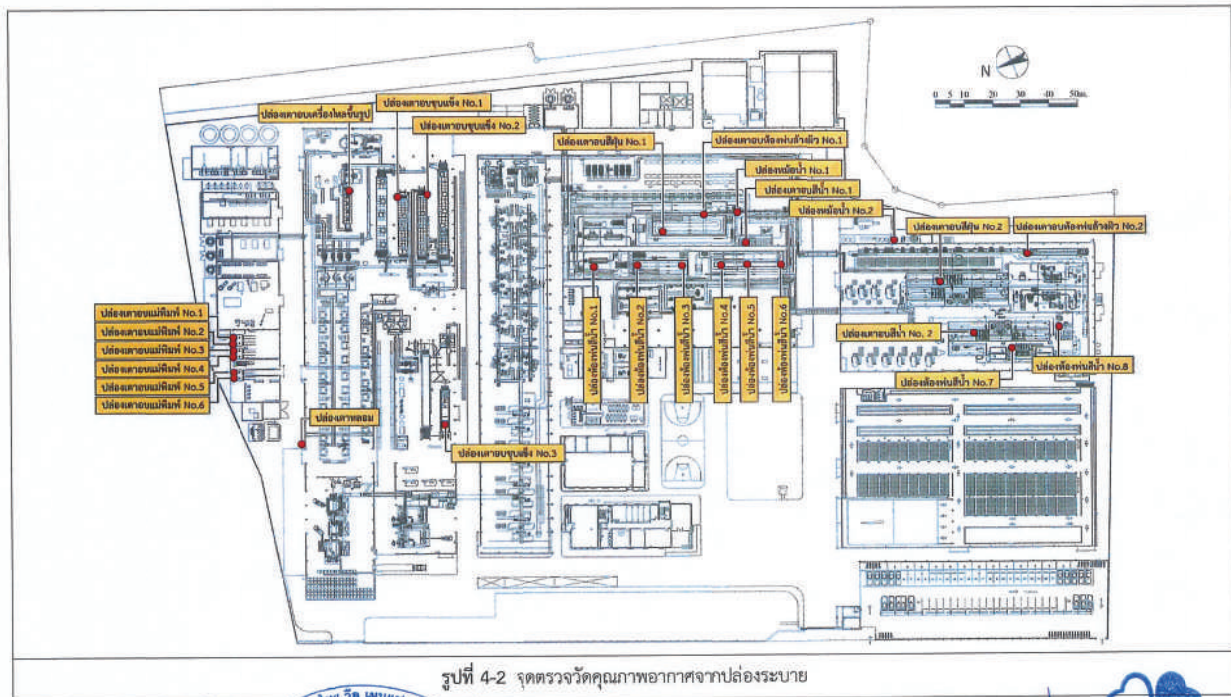 N
0 5 10 20 30 40 50ม.
ปล่องเตาอบชุบแข็ง No.1
ปล่องเตาอบเครื่องไหลขึ้นรูป
ปล่องเตาอบชุบแข็ง No.2
ปล่องเตาอบสีฝุ่น No.1
ปล่องเตาอบห้องพ่นล้างผิว No.1
ปล่องหม้อน้ำ No.1
ปล่องเตาอบสีน้ำ No.1
ปล่องหม้อน้ำ No.2
ปล่องเตาอบสีฝุ่น No.2
ปล่องเตาอบห้องพ่นล้างผิว No.2
ปล่องเตาอบแม่พิมพ์ No.1
ปล่องเตาอบแม่พิมพ์ No.2
ปล่องเตาอบแม่พิมพ์ No.3
ปล่องเตาอบแม่พิมพ์ No.4
ปล่องเตาอบแม่พิมพ์ No.5
ปล่องเตาอบแม่พิมพ์ No.6
ปล่องห้องพ่นสีน้ำ No.1
ปล่องห้องพ่นสีน้ำ No.2
ปล่องห้องพ่นสีน้ำ No.3
ปล่องห้องพ่นสีน้ำ No.4
ปล่องห้องพ่นสีน้ำ No.5
ปล่องห้องพ่นสีน้ำ No.6
ปล่องเตาอบสีน้ำ No. 2
ปล่องห้องพ่นสีน้ำ No.8
ปล่องห้องพ่นสีน้ำ No.7
ปล่องเตาหลอม
ปล่องเตาอบชุบแข็ง No.3
รูปที่ 4-2 จุดตรวจวัดคุณภาพอากาศจากปล่องระบาย